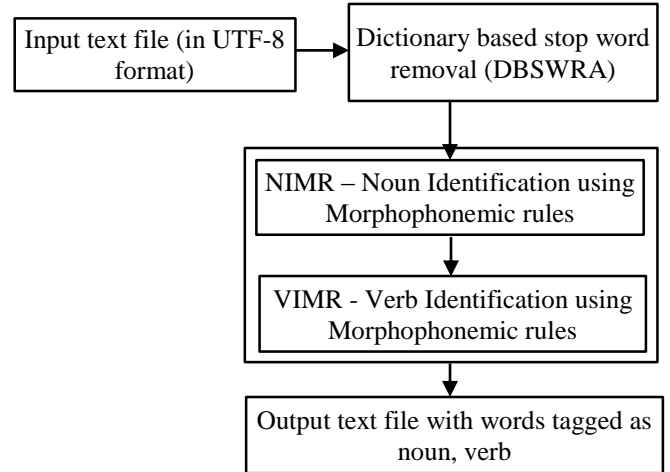 Input text file (in UTF-8
format)
Dictionary based stop word
removal (DBSWRA)
NIMR – Noun Identification using
Morphophonemic rules
VIMR - Verb Identification using
Morphophonemic rules
Output text file with words tagged as
noun, verb